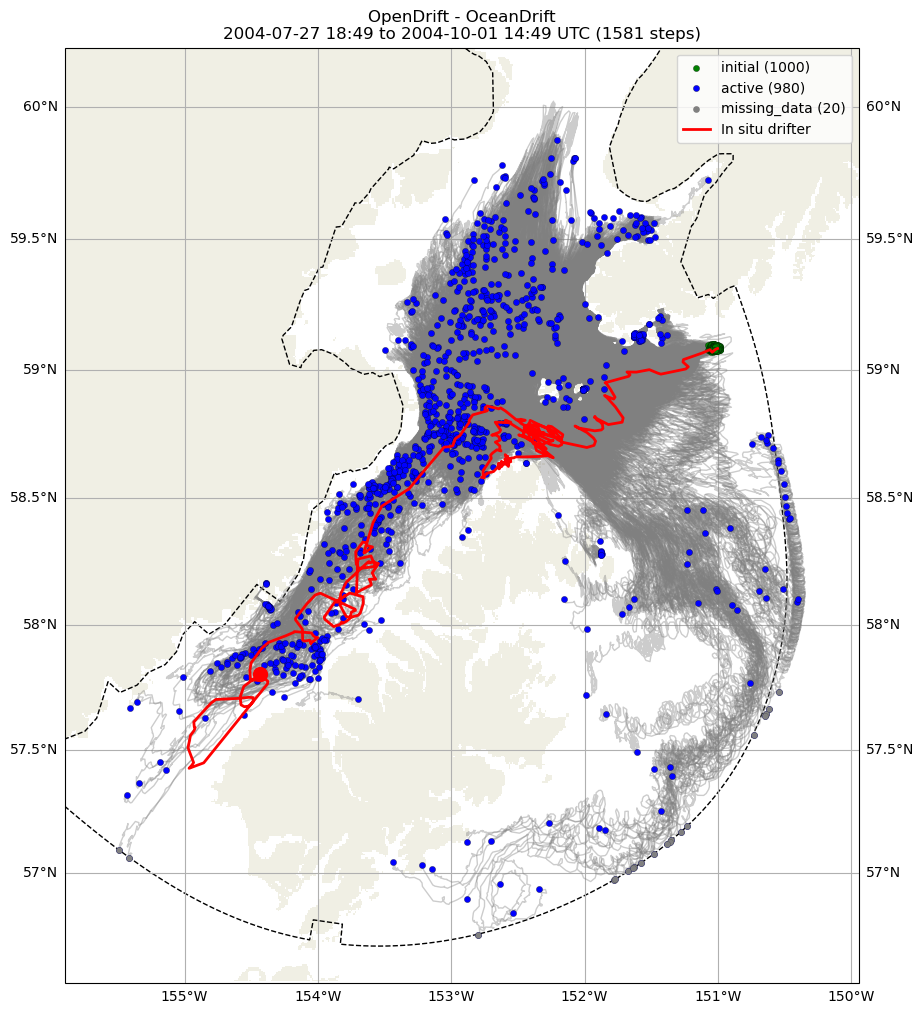 OpenDrift - OceanDrift
2004-07-27 18:49 to 2004-10-01 14:49 UTC (1581 steps)
initial (1000)
active (980)
missing_data (20)
In situ drifter
60°N
60°N
59.5°N
59.5°N
59°N
59°N
58.5°N
58.5°N
58°N
58°N
57.5°N
57.5°N
57°N
57°N
155°W
154°W
153°W
152°W
151°W
150°W